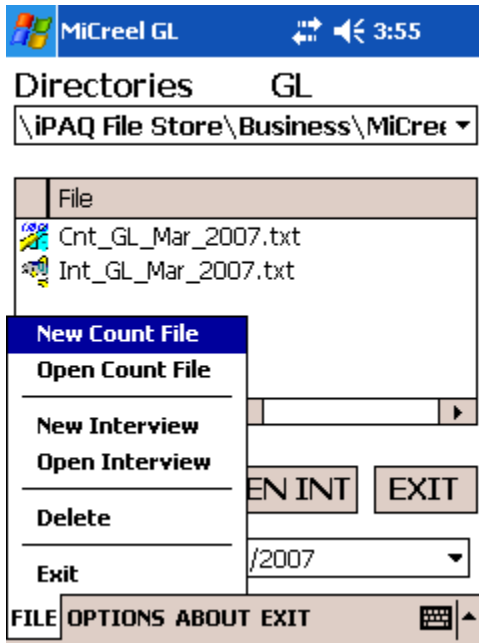 MiCreel GL 3:55
Directories GL
\iPAQ File Store\Business\
File
Cnt_GL_Mar_2007.txt
Int_GL_Mar_2007.txt
New Count File
Open Count File
New Interview
Open Interview
Delete
Exit
EN INT EXIT
/2007
FILE OPTIONS ABOUT EXIT